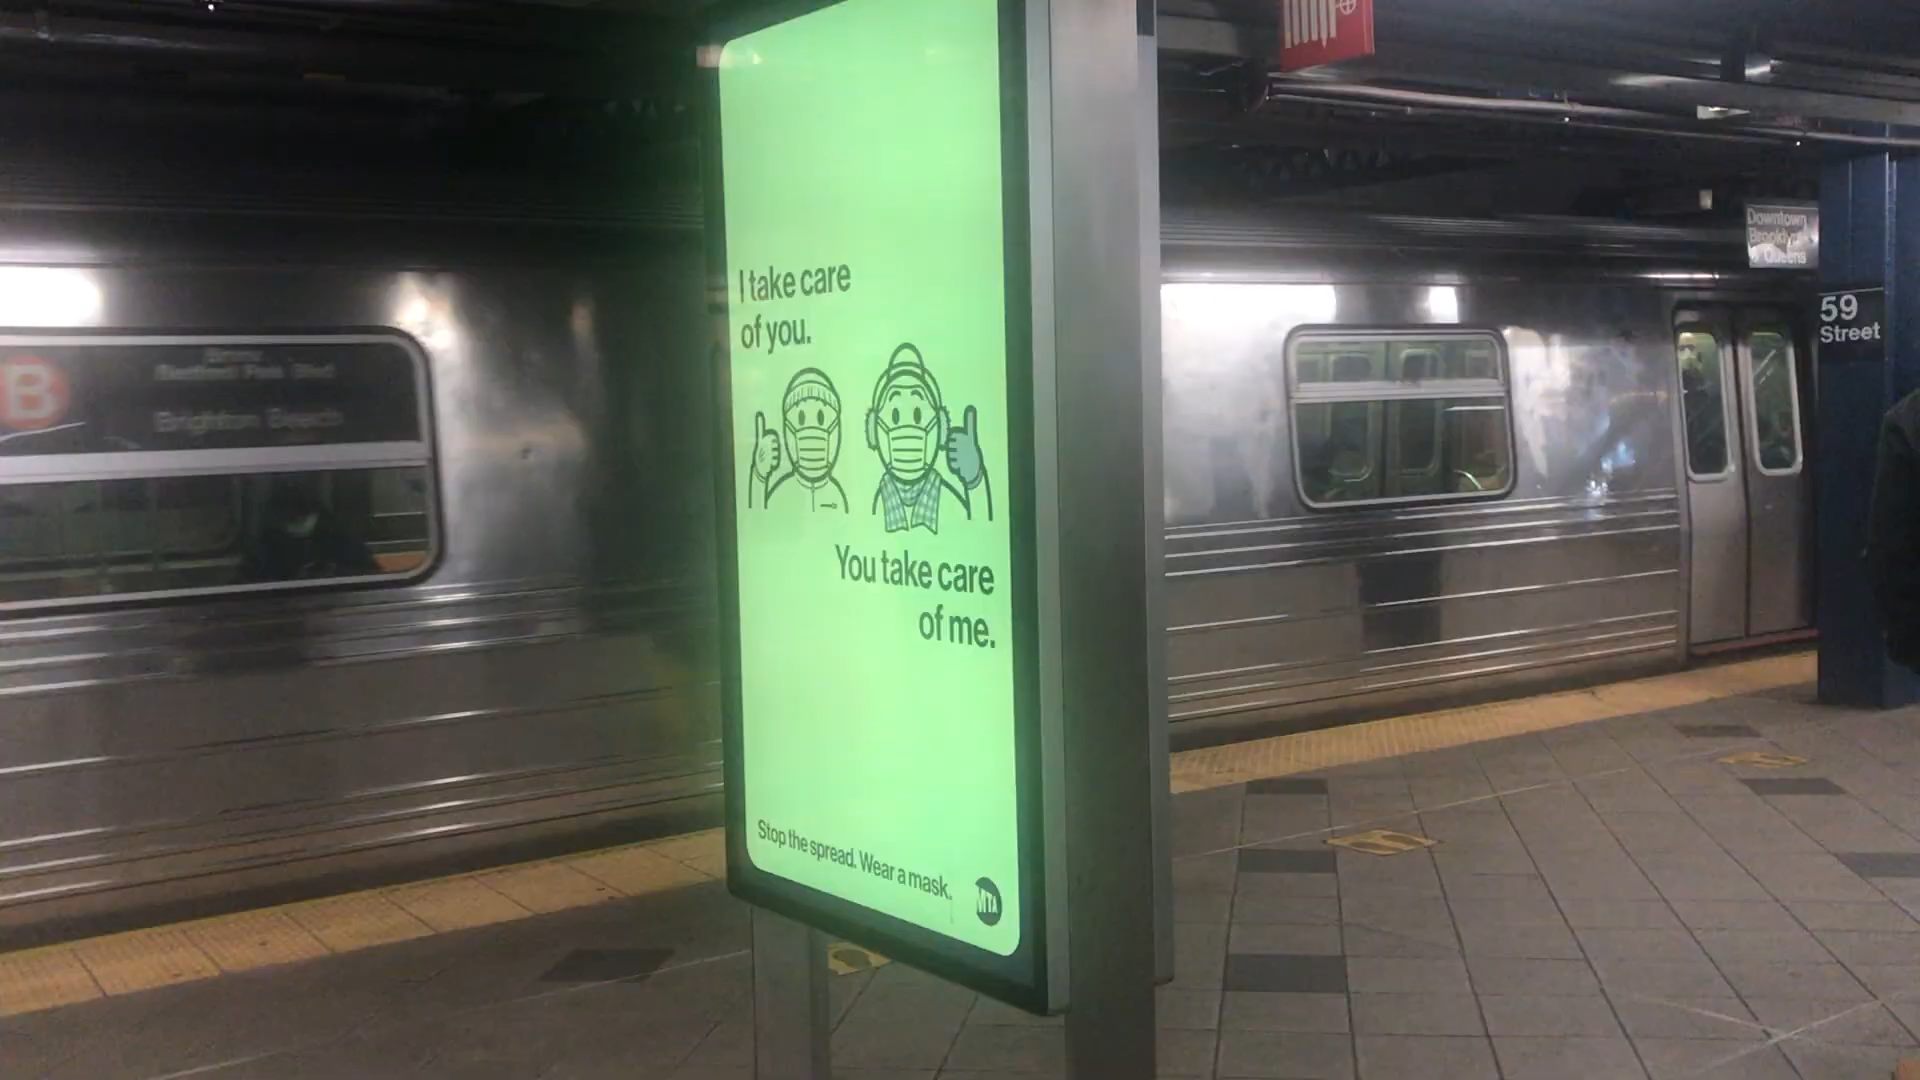 B
Brighton Beach
I take care
of you.
You take care
of me.
Stop the spread. Wear a mask.
MTA
Downtown
Brooklyn
& Queens
59
Street